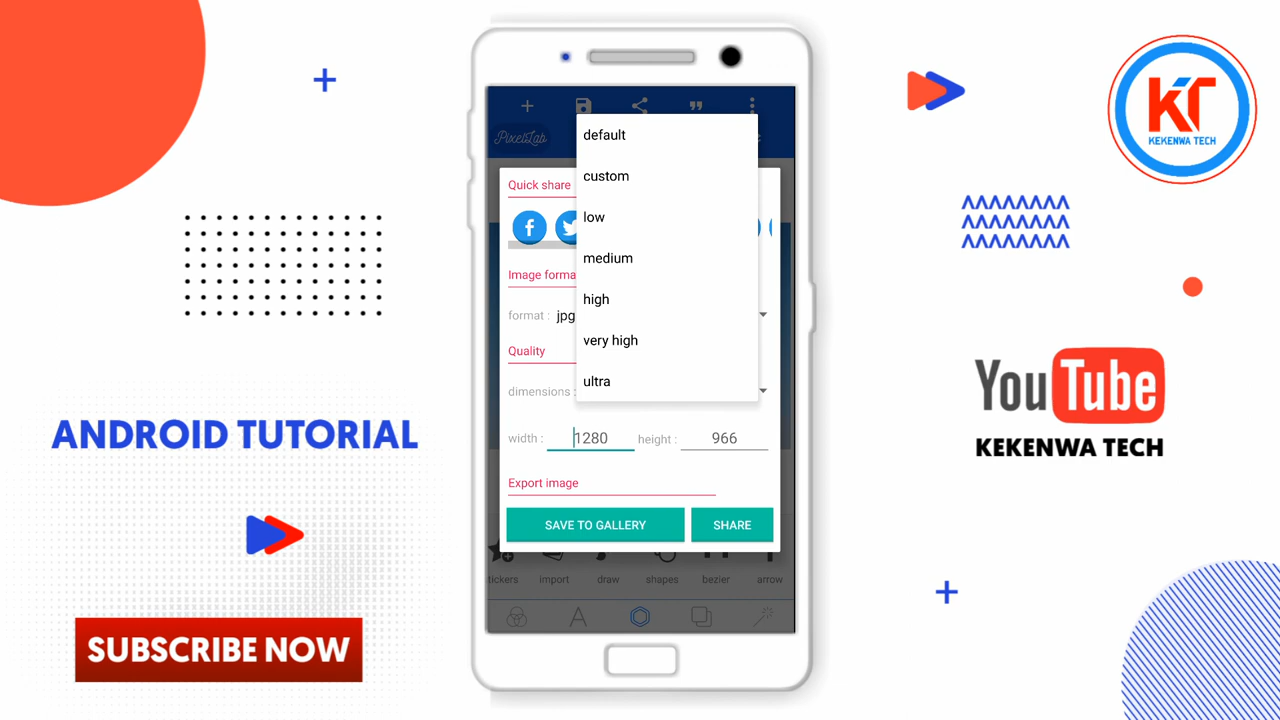 KT
KEKENWA TECH
PixelLab
default
custom
low
medium
high
very high
ultra
Quick share
f
Image forma
format : jpg
Quality
dimensions :
width : 1280 height : 966
Export image
SAVE TO GALLERY SHARE
tickers import draw shapes bezier arrow
A
ANDROID TUTORIAL
SUBSCRIBE NOW
YouTube
KEKENWA TECH